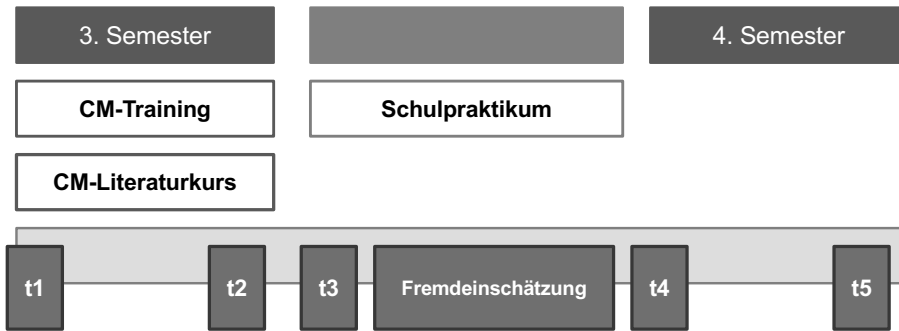 3. Semester
4. Semester
CM-Training
Schulpraktikum
CM-Literaturkurs
t1
t2
t3
Fremdeinschätzung
t4
t5